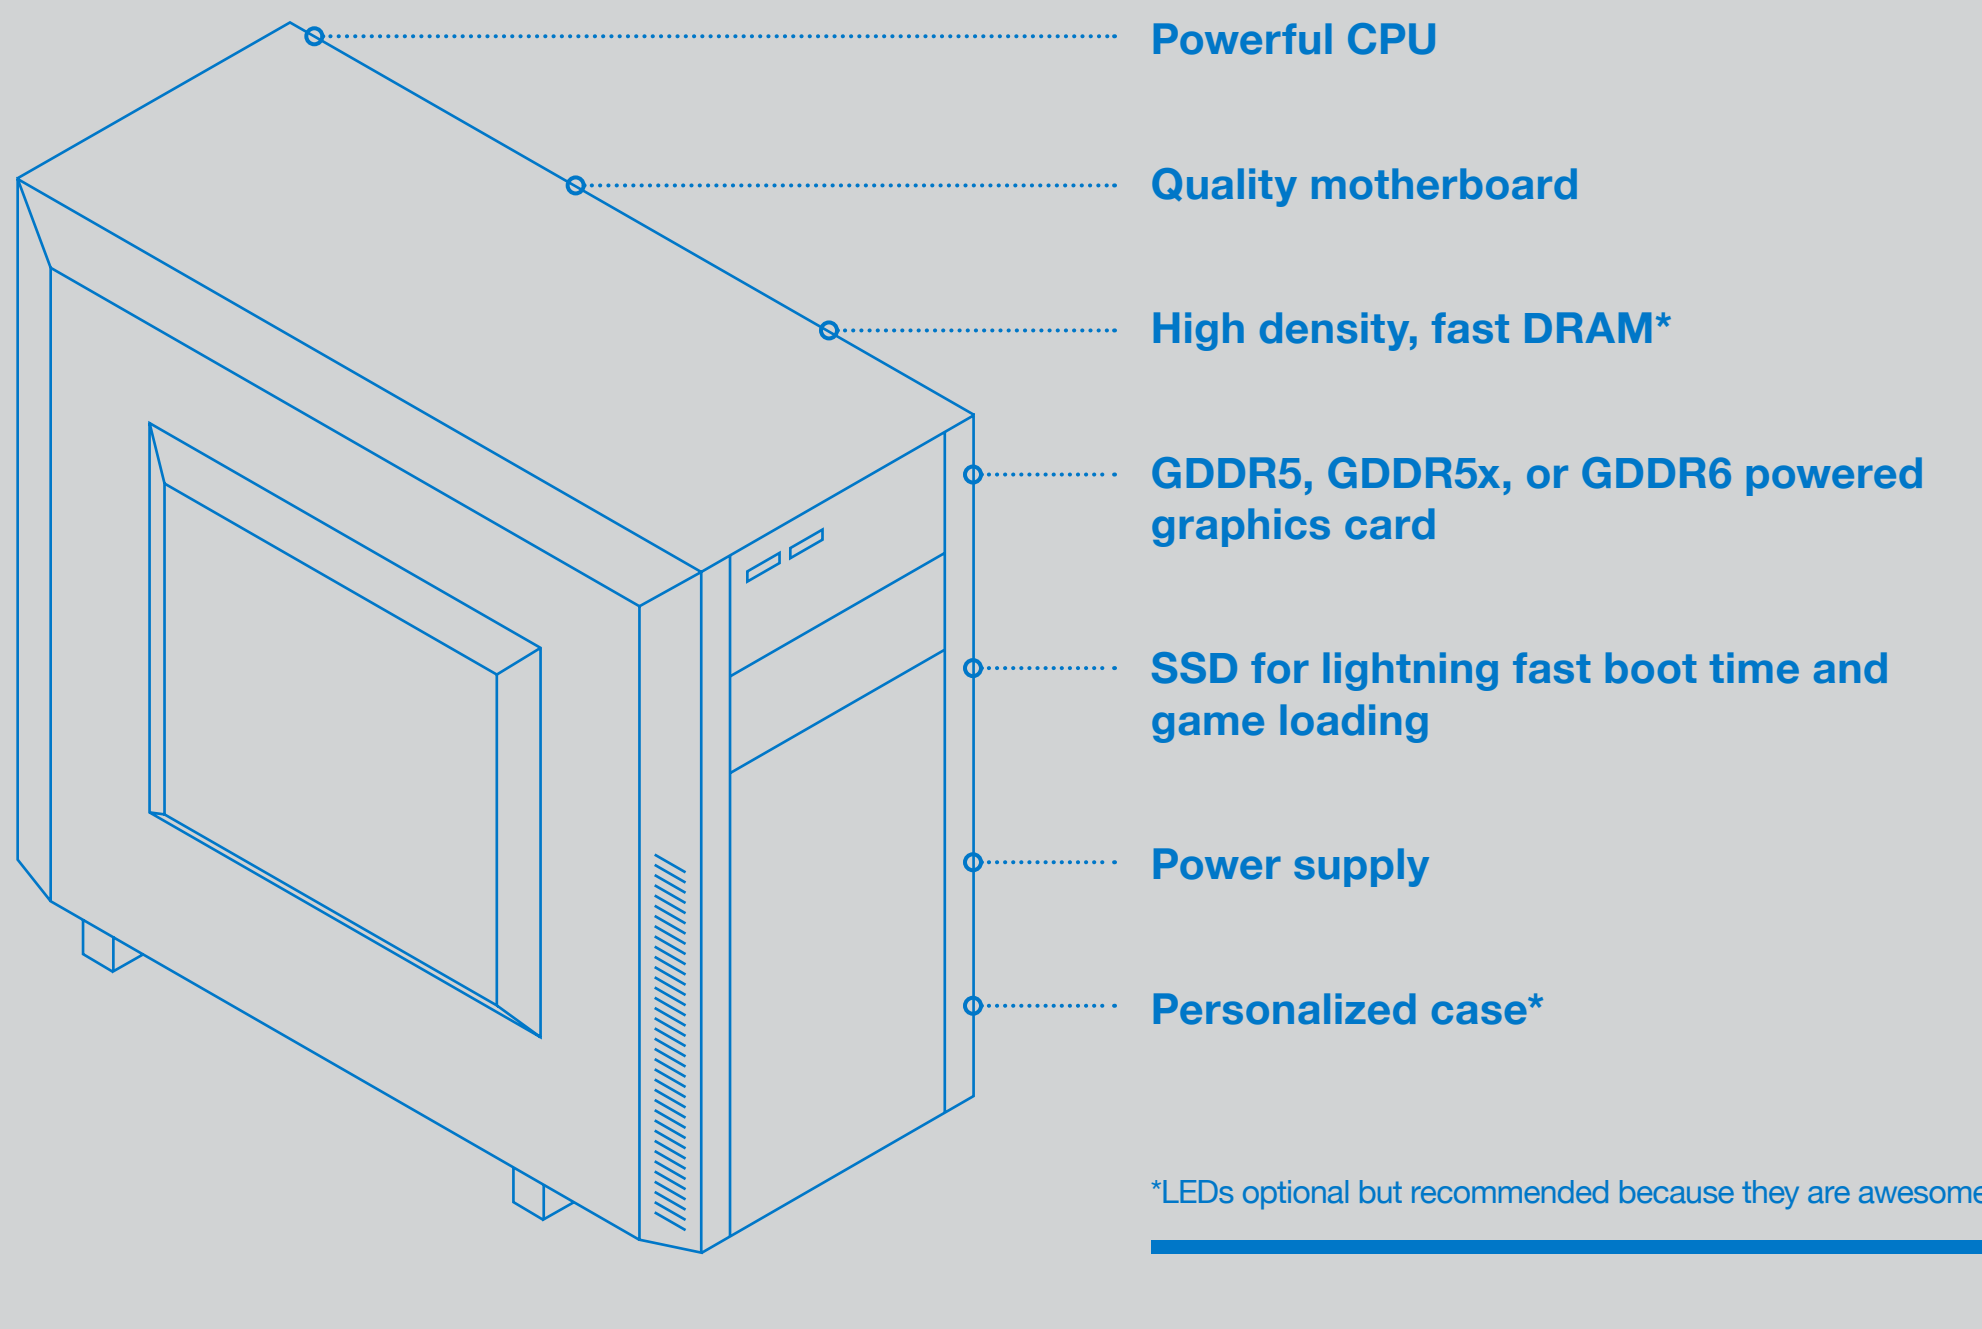 Powerful CPU
Quality motherboard
High density, fast DRAM*
GDDR5, GDDR5x, or GDDR6 powered
graphics card
SSD for lightning fast boot time and
game loading
Power supply
Personalized case*
*LEDs optional but recommended because they are awesome